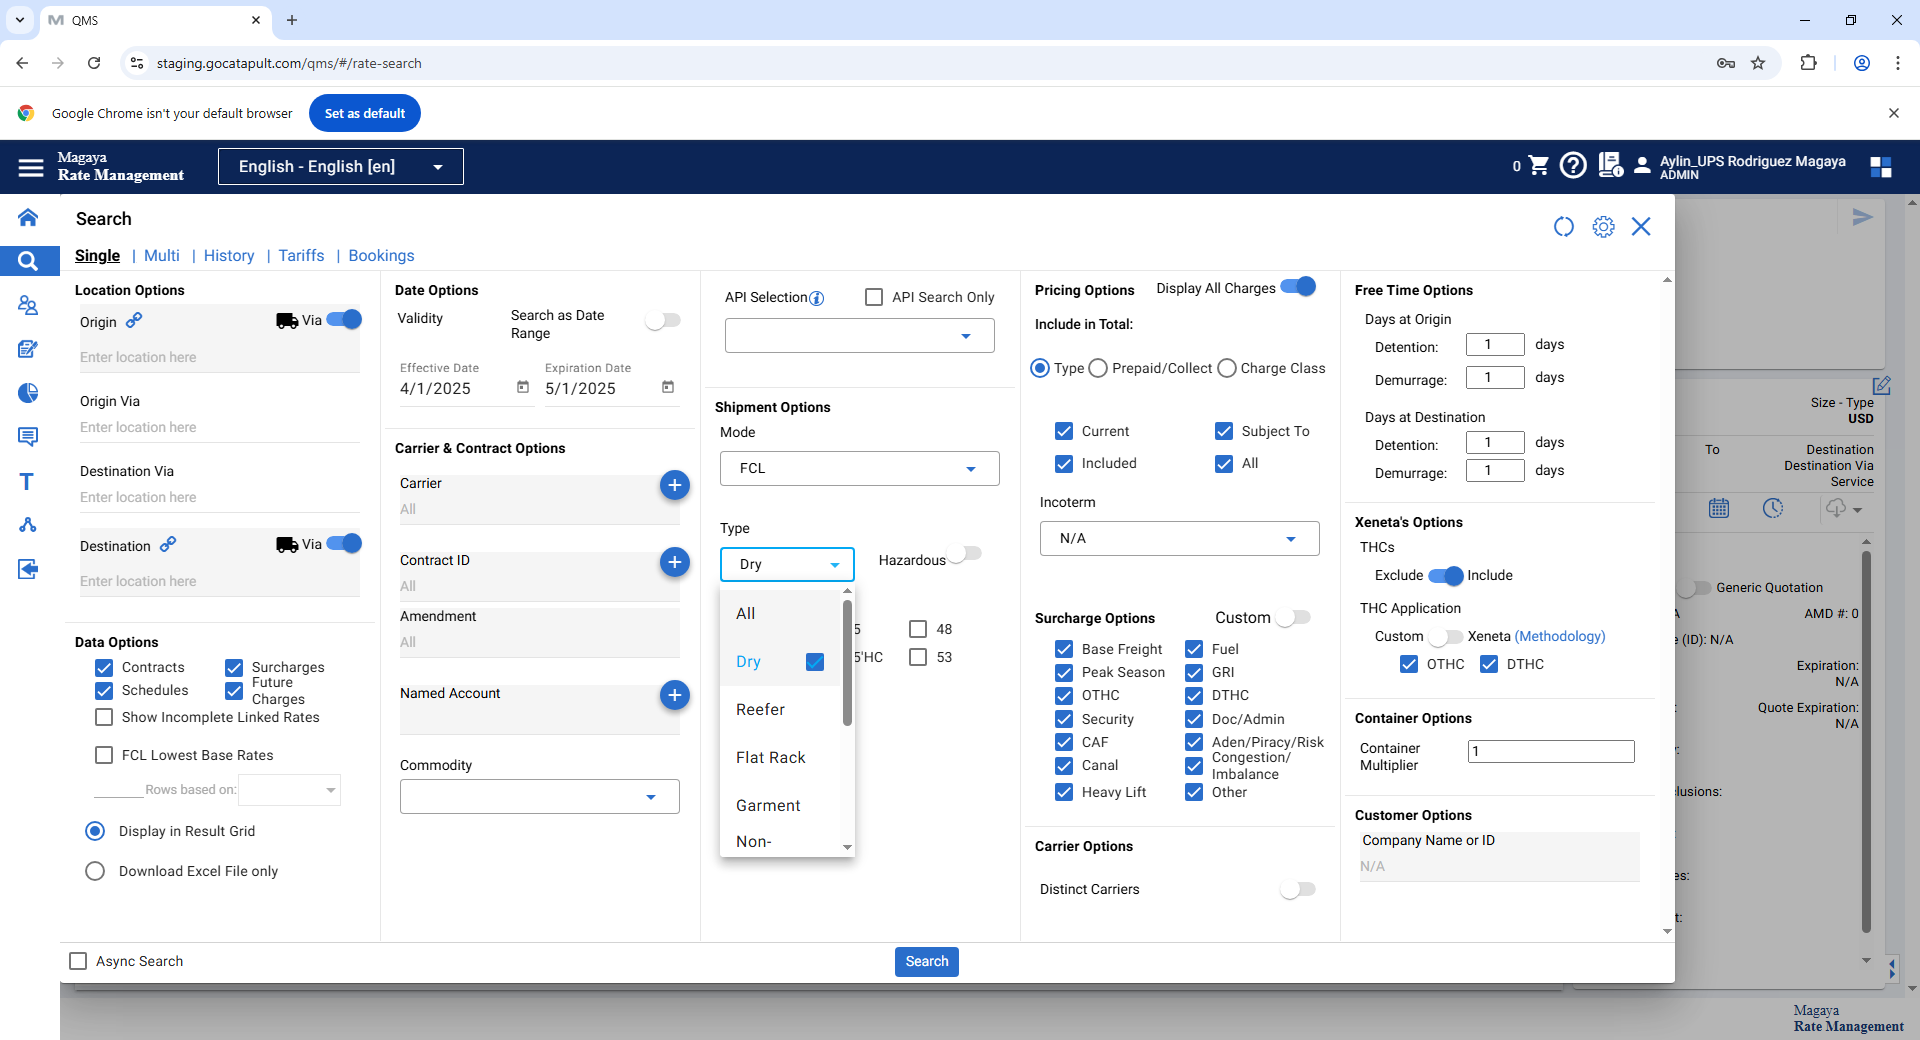 QMS
staging.gocatapult.com/qms/#/rate-search
Google Chrome isn't your default browser
Set as default
Magaya
Rate Management
English - English [en]
0
Aylin_UPS Rodriguez Magaya
ADMIN
Search
Single | Multi | History | Tariffs | Bookings
Location Options
Origin
Via
Enter location here
Origin Via
Enter location here
Destination Via
Enter location here
Destination
Via
Enter location here
Data Options
Contracts
Surcharges
Schedules
Future Charges
Show Incomplete Linked Rates
FCL Lowest Base Rates
Rows based on:
Display in Result Grid
Download Excel File only
Date Options
Validity
Search as Date Range
Effective Date
4/1/2025
Expiration Date
5/1/2025
Carrier & Contract Options
Carrier
All
Contract ID
All
Amendment
All
Named Account
Commodity
API Selection
API Search Only
Shipment Options
Mode
FCL
Type
Dry
Hazardous
All
Dry
Reefer
Flat Rack
Garment
Non-
5
48
5'HC
53
Pricing Options
Display All Charges
Include in Total:
Type
Prepaid/Collect
Charge Class
Current
Subject To
Included
All
Incoterm
N/A
Surcharge Options
Custom
Base Freight
Fuel
Peak Season
GRI
OTHC
DTHC
Security
Doc/Admin
CAF
Aden/Piracy/Risk
Canal
Congestion/
Imbalance
Heavy Lift
Other
Carrier Options
Distinct Carriers
Free Time Options
Days at Origin
Detention:
1
days
Demurrage:
1
days
Days at Destination
Detention:
1
days
Demurrage:
1
days
Xeneta's Options
THCs
Exclude
Include
THC Application
Custom
Xeneta (Methodology)
OTHC
DTHC
Container Options
Container Multiplier
1
Customer Options
Company Name or ID
N/A
Async Search
Search
Size - Type
USD
To
Destination
Destination Via
Service
Generic Quotation
AMD #: 0
(ID): N/A
Expiration:
N/A
Quote Expiration:
N/A
lusions:
es:
t:
Magaya
Rate Management